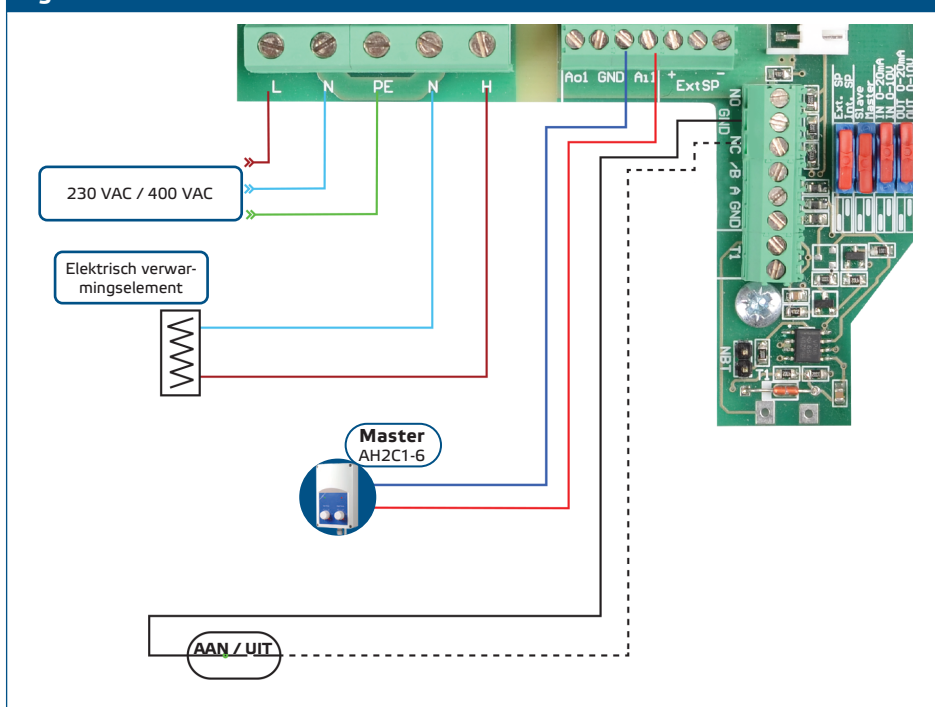 L N PE N H
Ao1 GND Ai1 + ExtSP -
NO
GND
NC
/B
A
GND
T1
Ext. SP
Int. SP
Slave
Master
IN 0-20mA
IN 0-10V
OUT 0-20mA
OUT 0-10V
230 VAC / 400 VAC
Elektrisch verwar-
mingselement
NBT
T1
Master
AH2C1-6
AAN / UIT